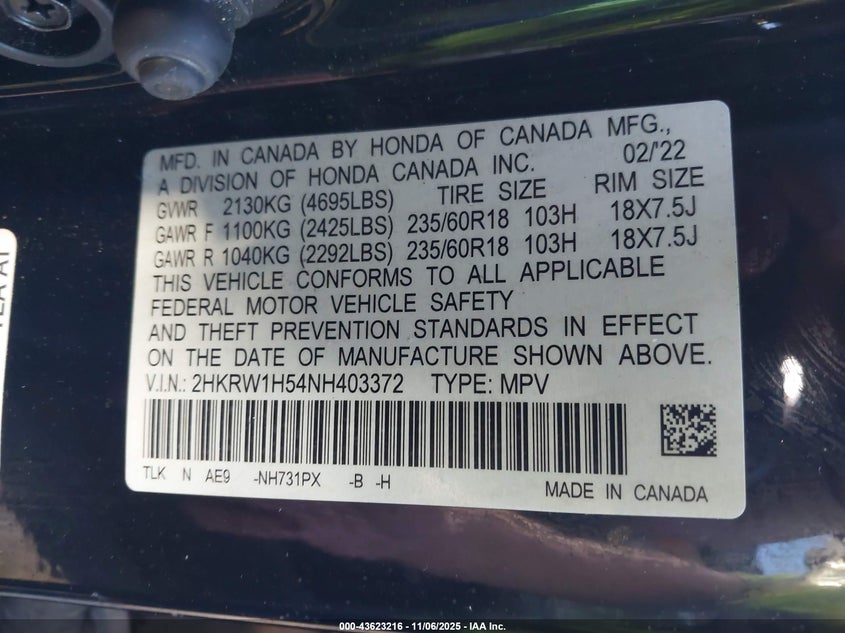 MFD. IN CANADA BY HONDA OF CANADA MFG.,
A DIVISION OF HONDA CANADA INC. 02/'22
GVWR 2130KG (4695LBS) TIRE SIZE RIM SIZE
GAWR F 1100KG (2425LBS) 235/60R18 103H 18X7.5J
GAWR R 1040KG (2292LBS) 235/60R18 103H 18X7.5J
THIS VEHICLE CONFORMS TO ALL APPLICABLE
FEDERAL MOTOR VEHICLE SAFETY
AND THEFT PREVENTION STANDARDS IN EFFECT
ON THE DATE OF MANUFACTURE SHOWN ABOVE.
V.I.N.: 2HKRW1H54NH403372 TYPE: MPV
TLK N AE9 -NH731PX -B -H
MADE IN CANADA
000-43623216 - 11/06/2025 - IAA Inc.